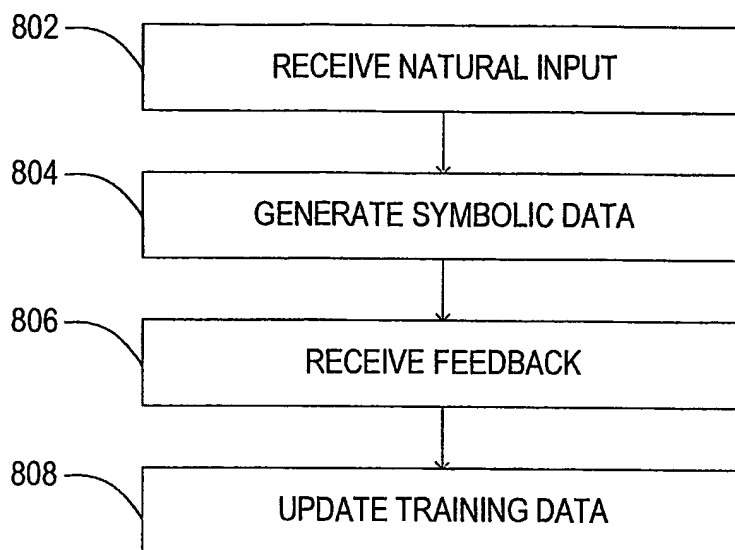 802
RECEIVE NATURAL INPUT
804
GENERATE SYMBOLIC DATA
806
RECEIVE FEEDBACK
808
UPDATE TRAINING DATA